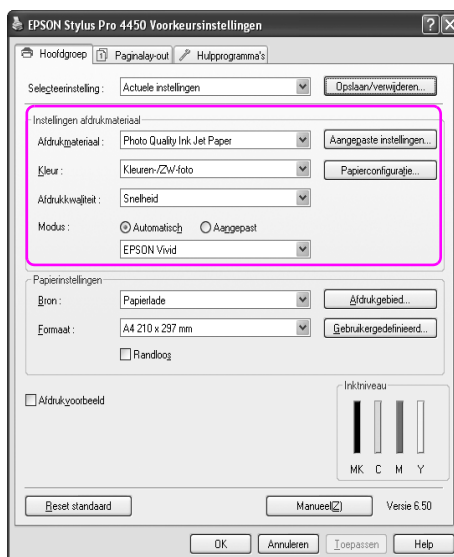 EPSON Stylus Pro 4450 Voorkeursinstellingen
Hoofdgroep Paginalay-out Hulpprogramma's
Selecteerinstelling : Actuele instellingen Opslaan/verwijderen...
Instellingen afdrukmateriaal
Afdrukmateriaal : Photo Quality Ink Jet Paper Aangepaste instellingen...
Kleur : Kleuren-/ZW-foto Papierconfiguratie...
Afdrukkwaliteit : Snelheid
Modus : Automatisch Aangepast
EPSON Vivid
Papierinstellingen
Bron : Papierlade Afdrukgebied...
Formaat : A4 210 x 297 mm Gebruikergedefinieerd...
Randloos
Afdrukvoorbeeld
Inktniveau
MK C M Y
Reset standaard Manueel(Z) Versie 6.50
OK Annuleren Toepassen Help